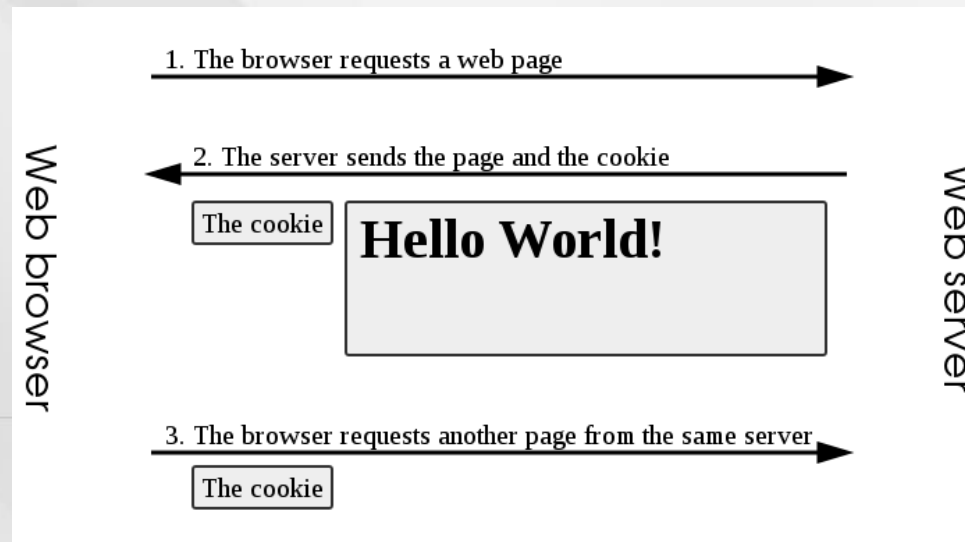 1. The browser requests a web page
2. The server sends the page and the cookie
The cookie
Hello World!
Web browser
Web server
3. The browser requests another page from the same server
The cookie